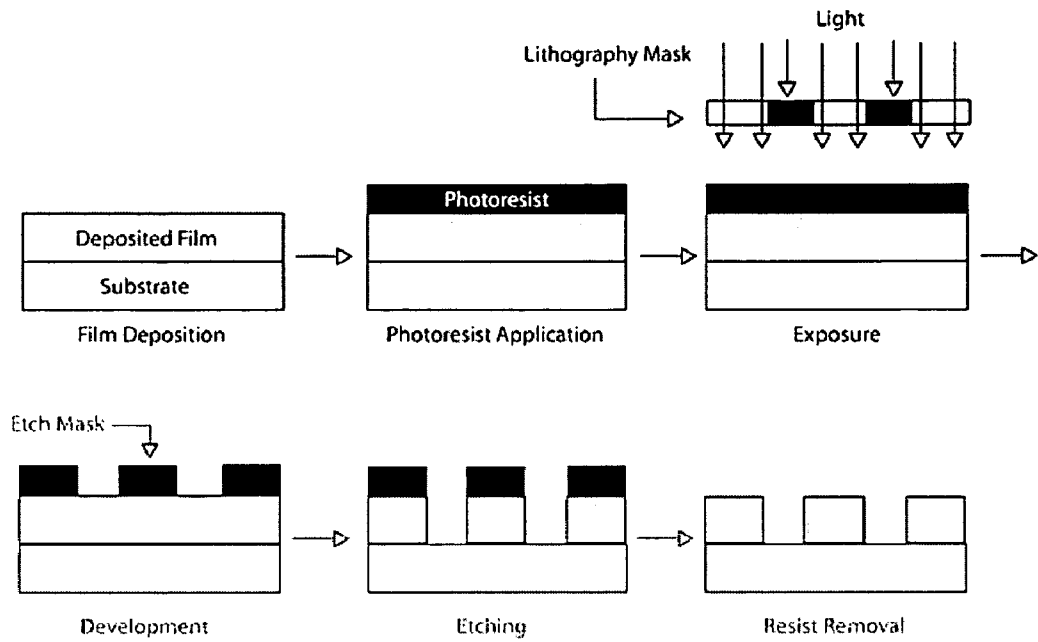 Light
Lithography Mask
Photoresist
Deposited Film
Substrate
Film Deposition
Photoresist Application
Exposure
Etch Mask
Development
Etching
Resist Removal